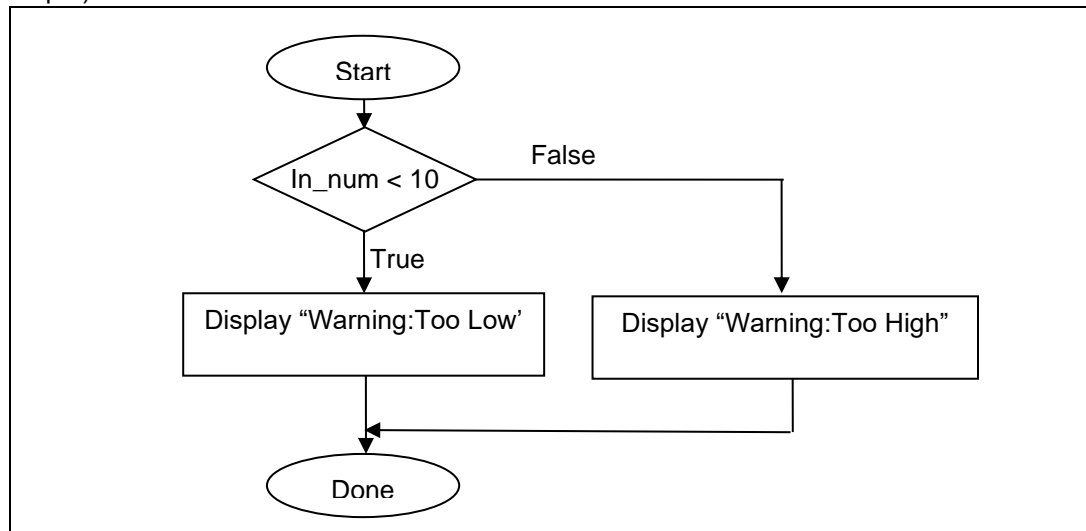 Start
In_num < 10
False
True
Display “Warning:Too Low’
Display “Warning:Too High”
Done